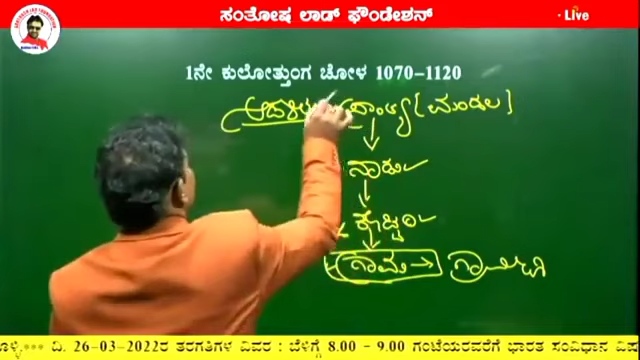 ಸಂತೋಷ ಲಾಡ್ ಫೌಂಡೇಶನ್
Live
1ನೇ ಕುಲೋತ್ತುಂಗ ಚೋಳ 1070-1120
(ಮಂಡಲ)
ನಾಡು
ಗ್ರಾಮ
ಕೊಳ್ಳಿ... ದಿ. 26-03-2022ರ ತರಗತಿಗಳ ವಿವರ : ಬೆಳಿಗ್ಗೆ 8.00 - 9.00 ಗಂಟೆಯವರೆಗೆ ಭಾರತ ಸಂವಿಧಾನ